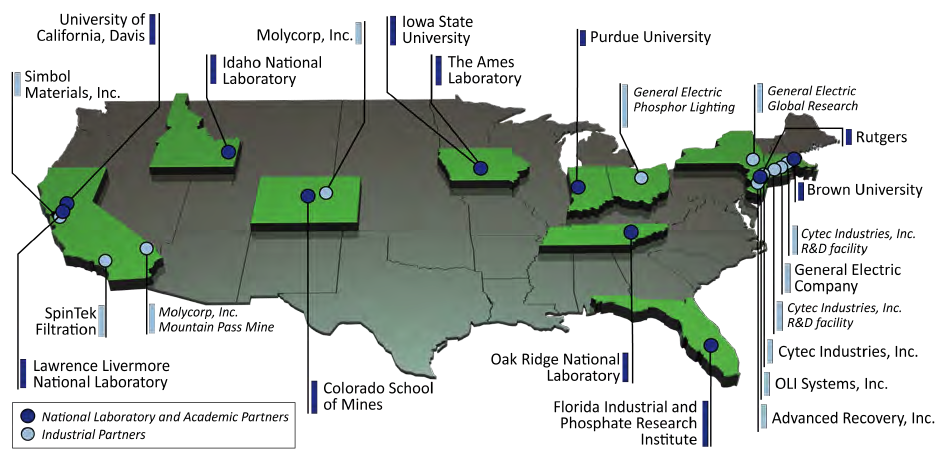 University of
California, Davis
Molycorp, Inc.
Iowa State
University
Purdue University
Simbol
Materials, Inc.
Idaho National
Laboratory
The Ames
Laboratory
General Electric
Phosphor Lighting
General Electric
Global Research
Rutgers
Brown University
Cytec Industries, Inc.
R&D facility
General Electric
Company
Cytec Industries, Inc.
R&D facility
SpinTek
Filtration
Molycorp, Inc.
Mountain Pass Mine
Cytec Industries, Inc.
Lawrence Livermore
National Laboratory
Colorado School
of Mines
Oak Ridge National
Laboratory
OLI Systems, Inc.
Florida Industrial and
Phosphate Research
Institute
Advanced Recovery, Inc.
National Laboratory and Academic Partners
Industrial Partners